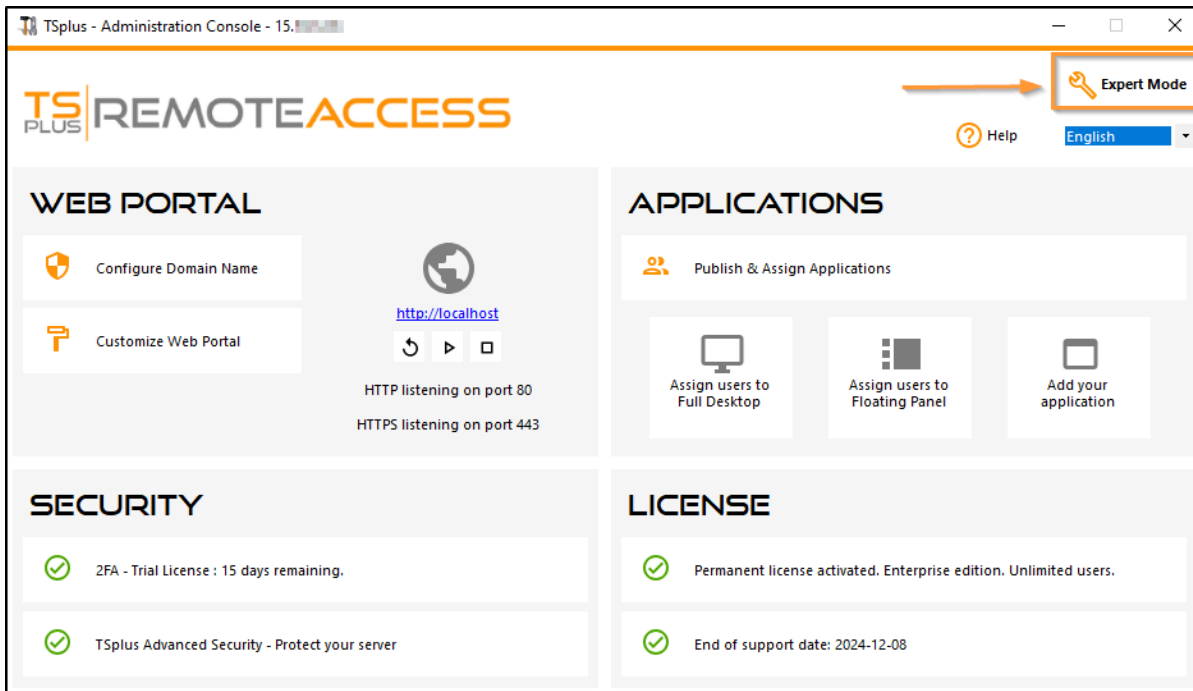 TSplus - Administration Console - 15.
TS PLUS REMOTEACCESS
Expert Mode
Help
English
WEB PORTAL
Configure Domain Name
Customize Web Portal
http://localhost
HTTP listening on port 80
HTTPS listening on port 443
APPLICATIONS
Publish & Assign Applications
Assign users to
Full Desktop
Assign users to
Floating Panel
Add your
application
SECURITY
2FA - Trial License : 15 days remaining.
TSplus Advanced Security - Protect your server
LICENSE
Permanent license activated. Enterprise edition. Unlimited users.
End of support date: 2024-12-08